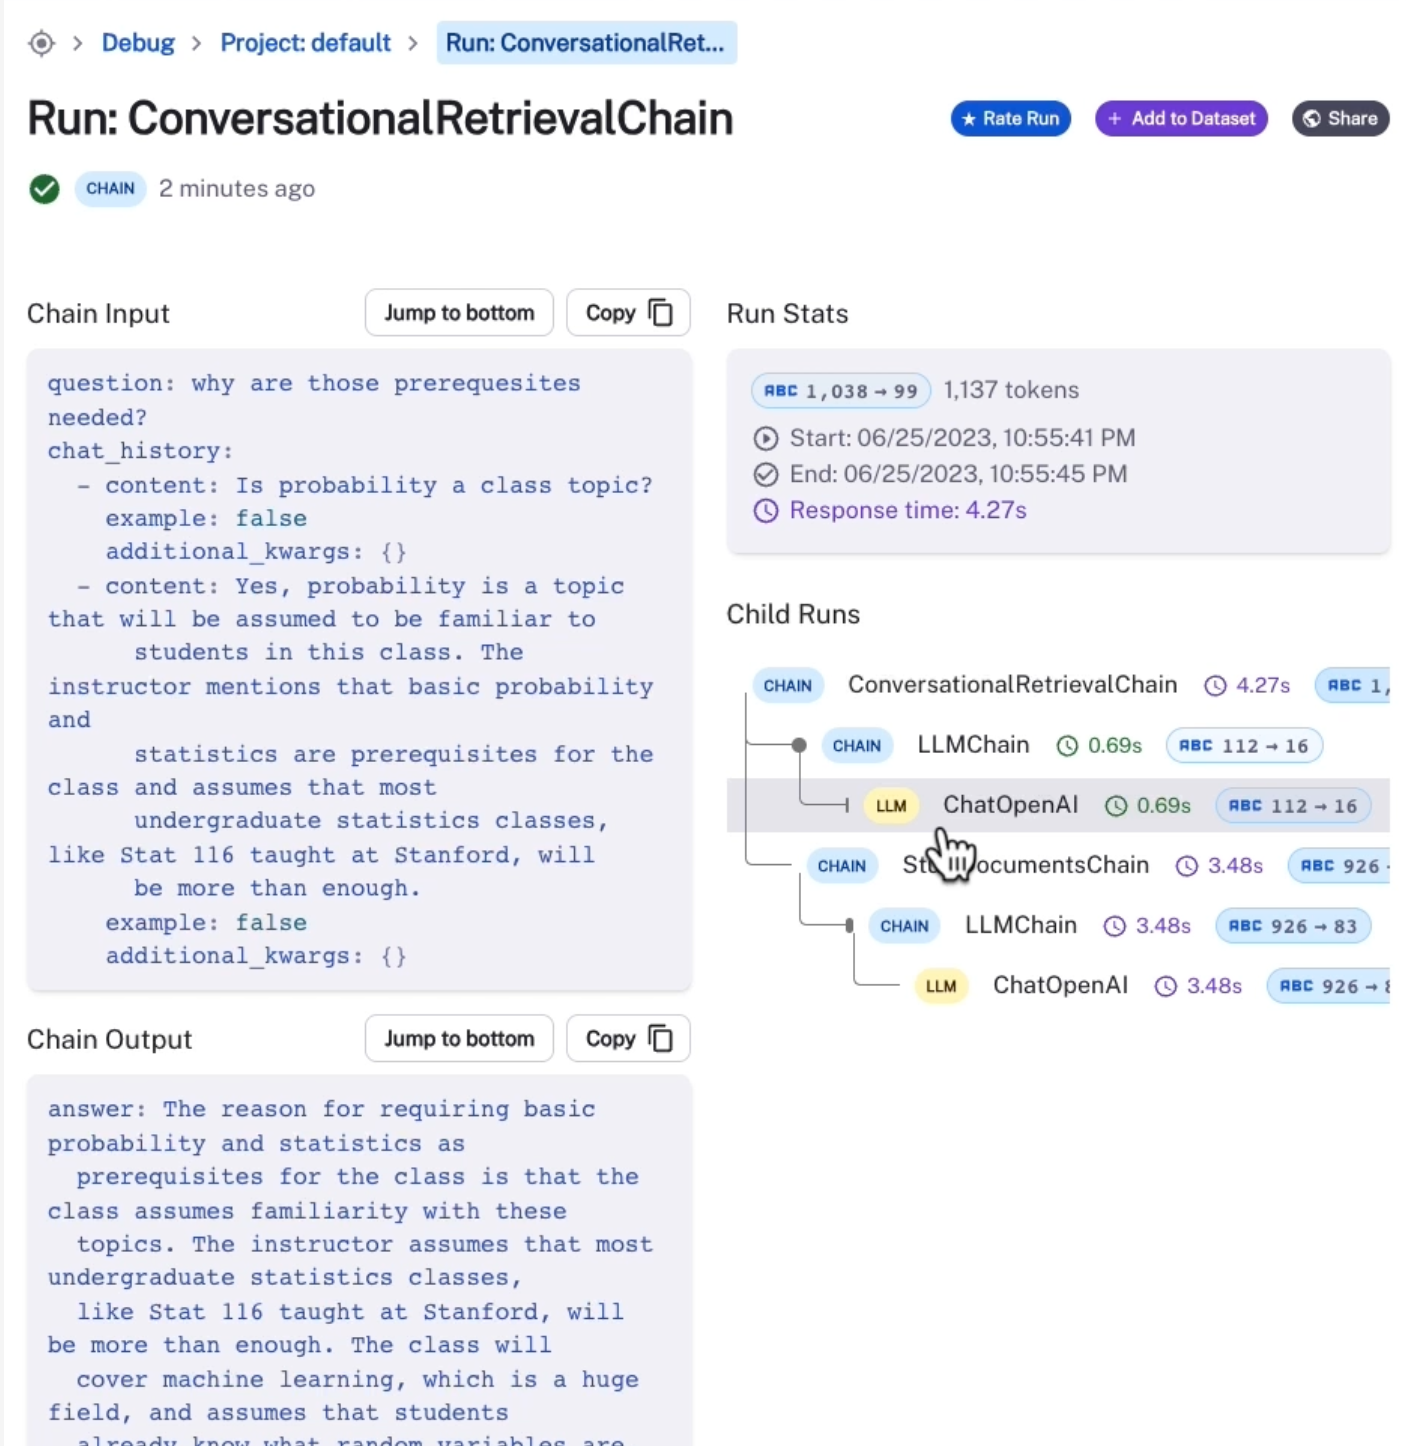 Debug > Project: default > Run: ConversationalRet...
Run: ConversationalRetrievalChain
★ Rate Run
+ Add to Dataset
Share
CHAIN 2 minutes ago
Chain Input
Jump to bottom
Copy
question: why are those prerequesites
needed?
chat_history:
- content: Is probability a class topic?
example: false
additional_kwargs: {}
- content: Yes, probability is a topic
that will be assumed to be familiar to
students in this class. The
instructor mentions that basic probability
and
statistics are prerequisites for the
class and assumes that most
undergraduate statistics classes,
like Stat 116 taught at Stanford, will
be more than enough.
example: false
additional_kwargs: {}
Chain Output
Jump to bottom
Copy
answer: The reason for requiring basic
probability and statistics as
prerequisites for the class is that the
class assumes familiarity with these
topics. The instructor assumes that most
undergraduate statistics classes,
like Stat 116 taught at Stanford, will
be more than enough. The class will
cover machine learning, which is a huge
field, and assumes that students
already know what random variables are
Run Stats
ABC 1,038 → 99 1,137 tokens
Start: 06/25/2023, 10:55:41 PM
End: 06/25/2023, 10:55:45 PM
Response time: 4.27s
Child Runs
CHAIN ConversationalRetrievalChain 4.27s ABC 1,
CHAIN LLMChain 0.69s ABC 112 → 16
LLM ChatOpenAI 0.69s ABC 112 → 16
CHAIN 3.48s ABC 926
CHAIN LLMChain 3.48s ABC 926 → 83
LLM ChatOpenAI 3.48s ABC 926 →